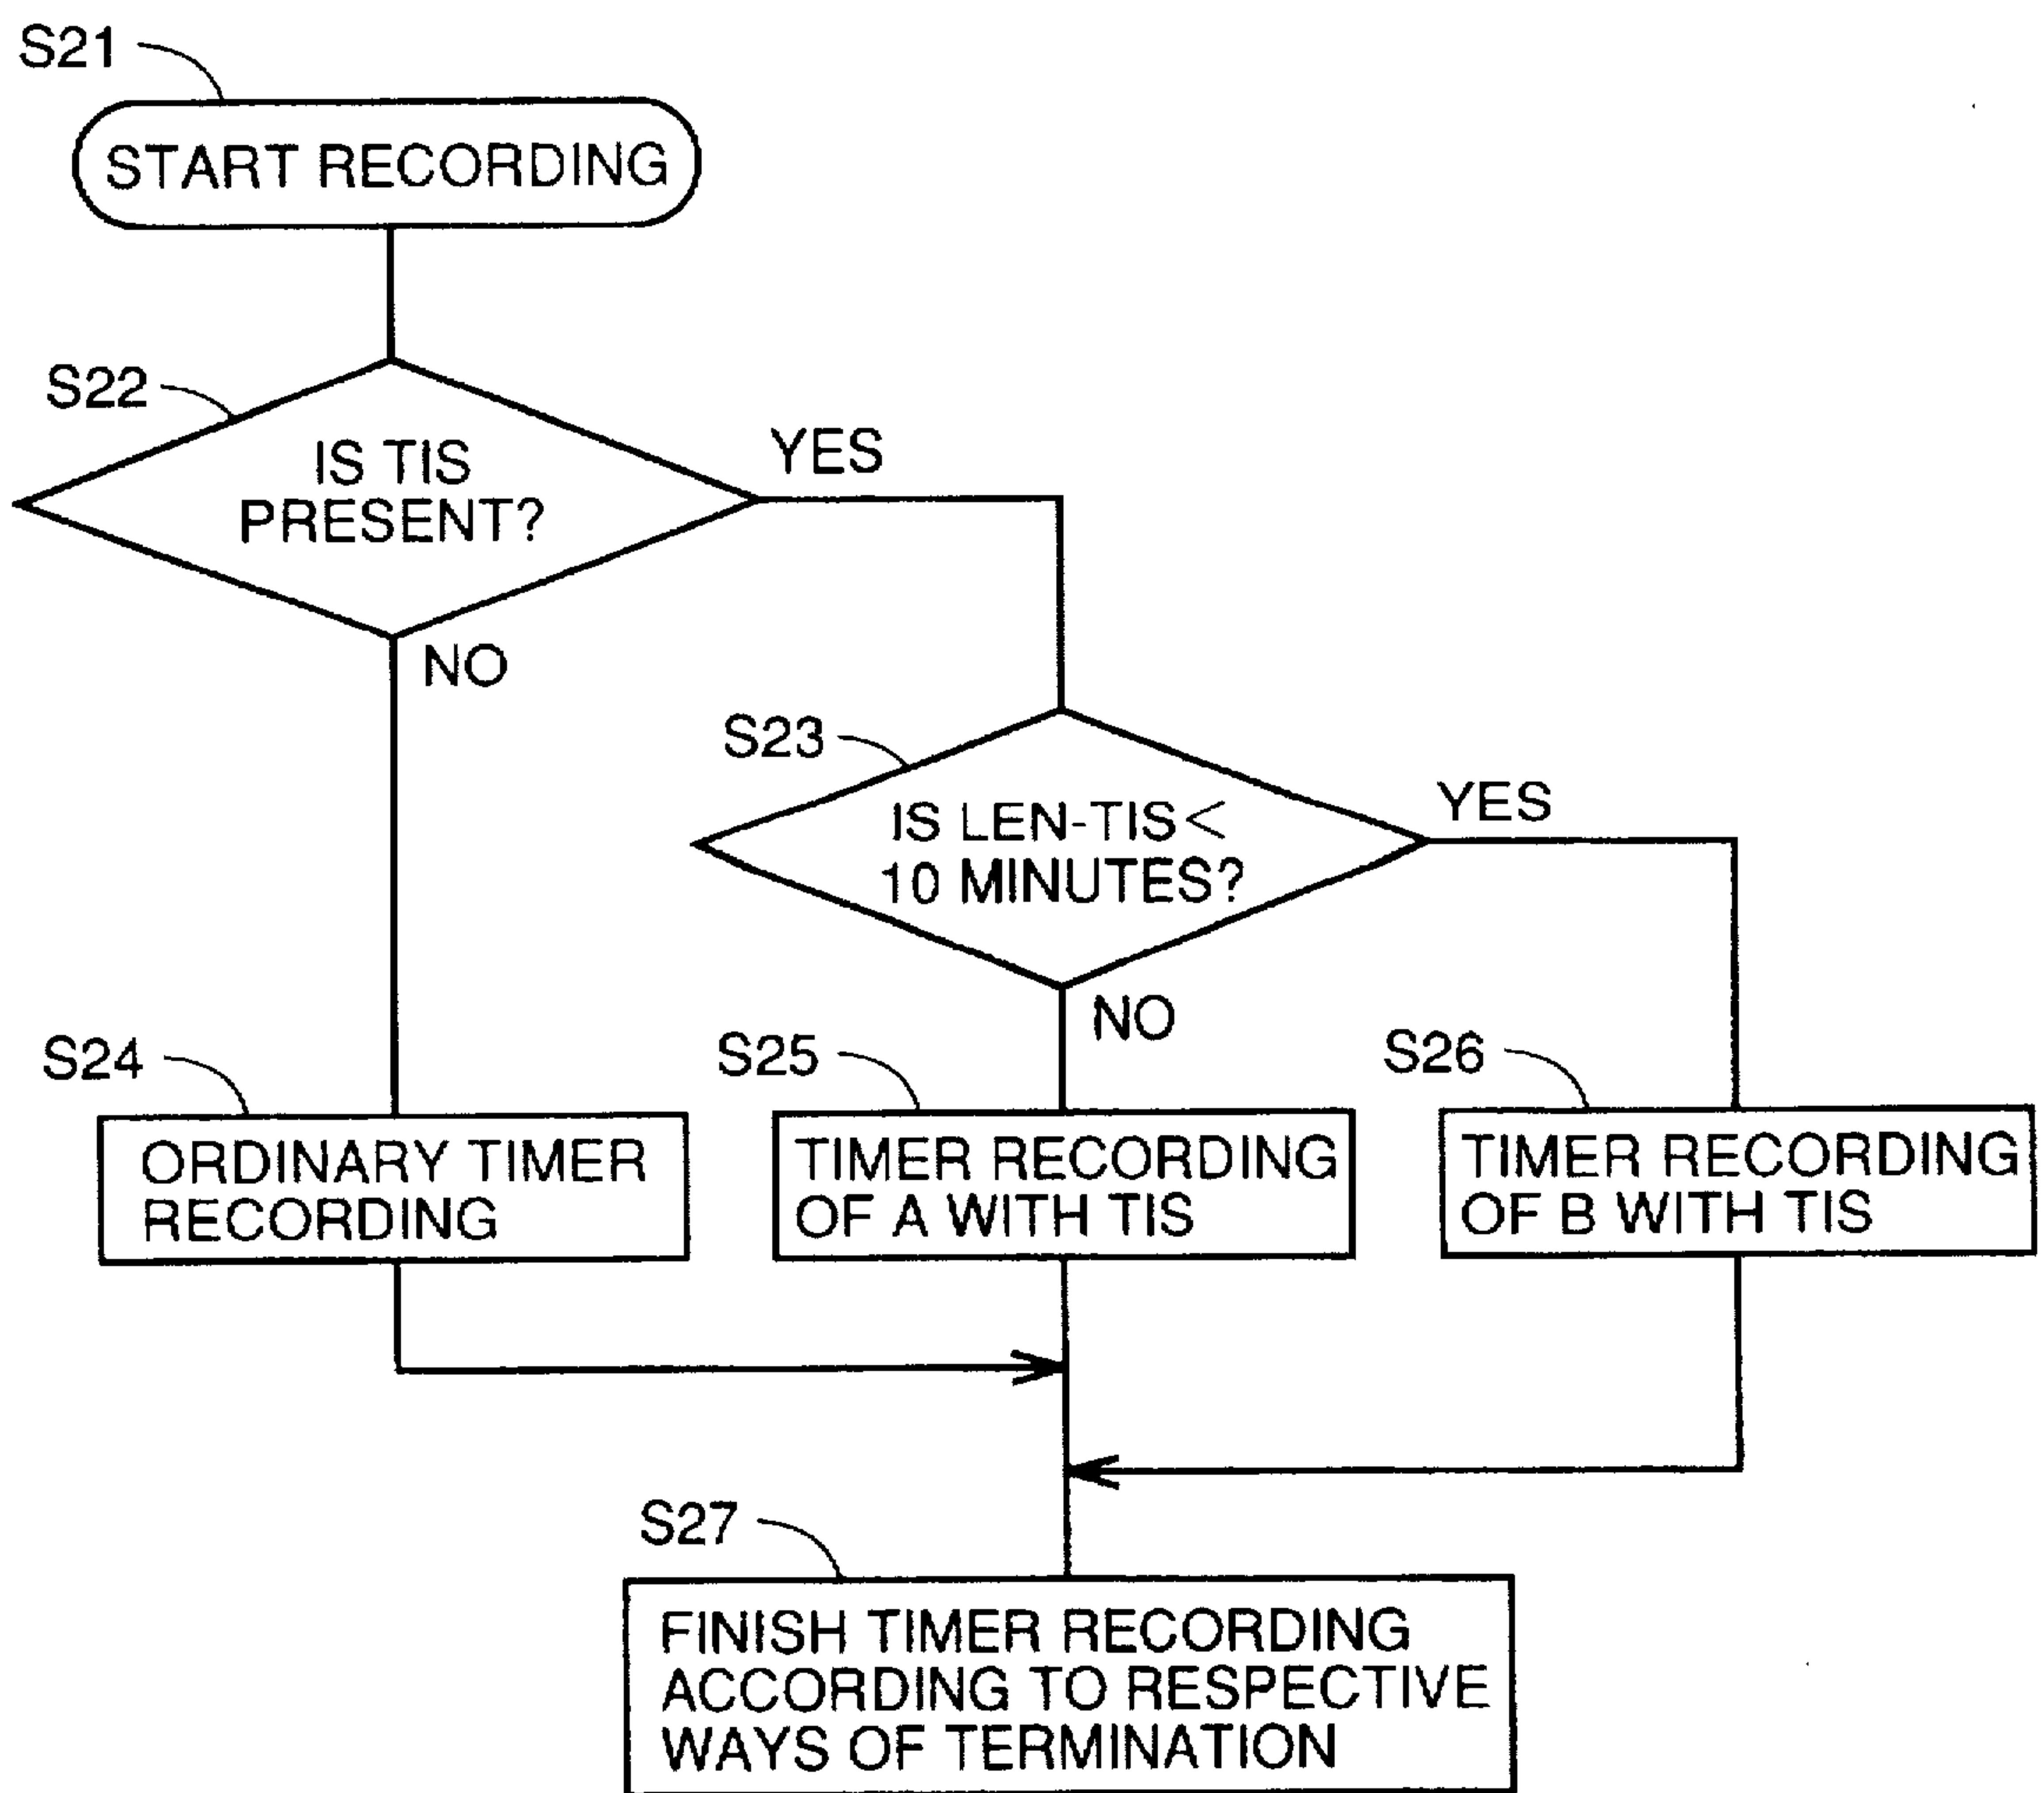 S21
START RECORDING
S22
IS TIS
PRESENT?
YES
NO
S23
IS LEN-TIS<
10 MINUTES?
YES
NO
S24
ORDINARY TIMER
RECORDING
S25
TIMER RECORDING
OF A WITH TIS
S26
TIMER RECORDING
OF B WITH TIS
S27
FINISH TIMER RECORDING
ACCORDING TO RESPECTIVE
WAYS OF TERMINATION